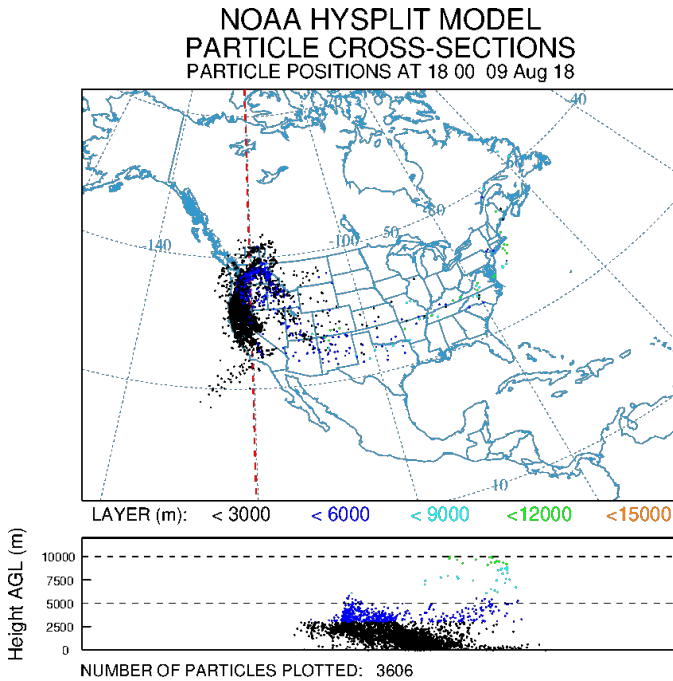 NOAA HYSPLIT MODEL
PARTICLE CROSS-SECTIONS
PARTICLE POSITIONS AT 18 00  09 Aug 18
-40
-60
-80
50
-100
-140
10
LAYER (m): < 3000 < 6000 < 9000 <12000 <15000
Height AGL (m)
10000
7500
5000
2500
0
NUMBER OF PARTICLES PLOTTED:  3606